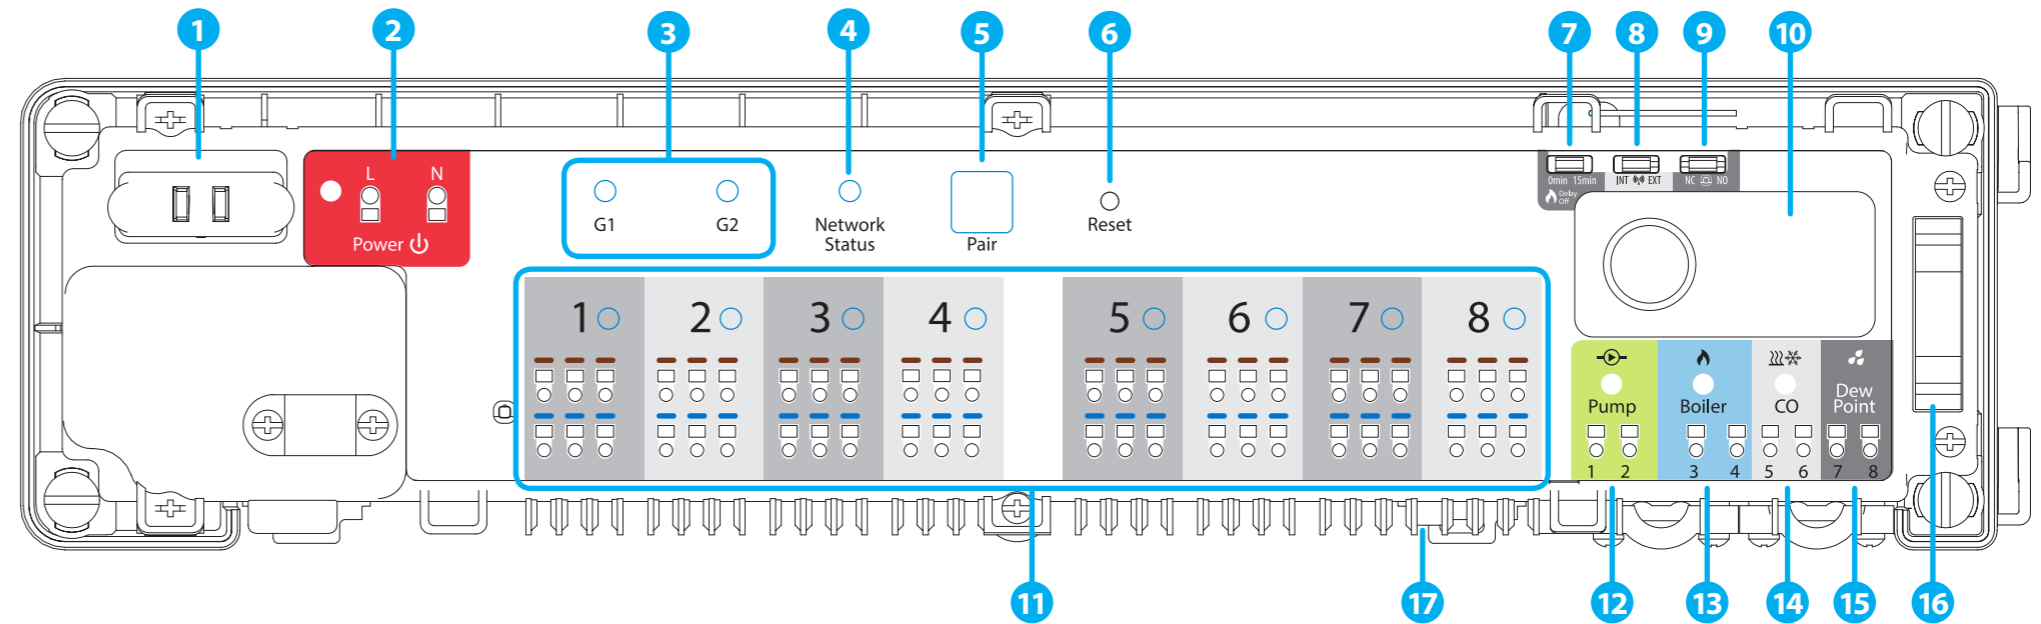 1 2 3 4 5 6 7 8 9 10
L N
Power
G1 G2
Network
Status
Pair
Reset
0min 15min
Delay
Off
INT EXT
NC NO
1 2 3 4 5 6 7 8
Pump
Boiler
CO
Dew
Point
1 2 3 4 5 6 7 8
11 17 12 13 14 15 16